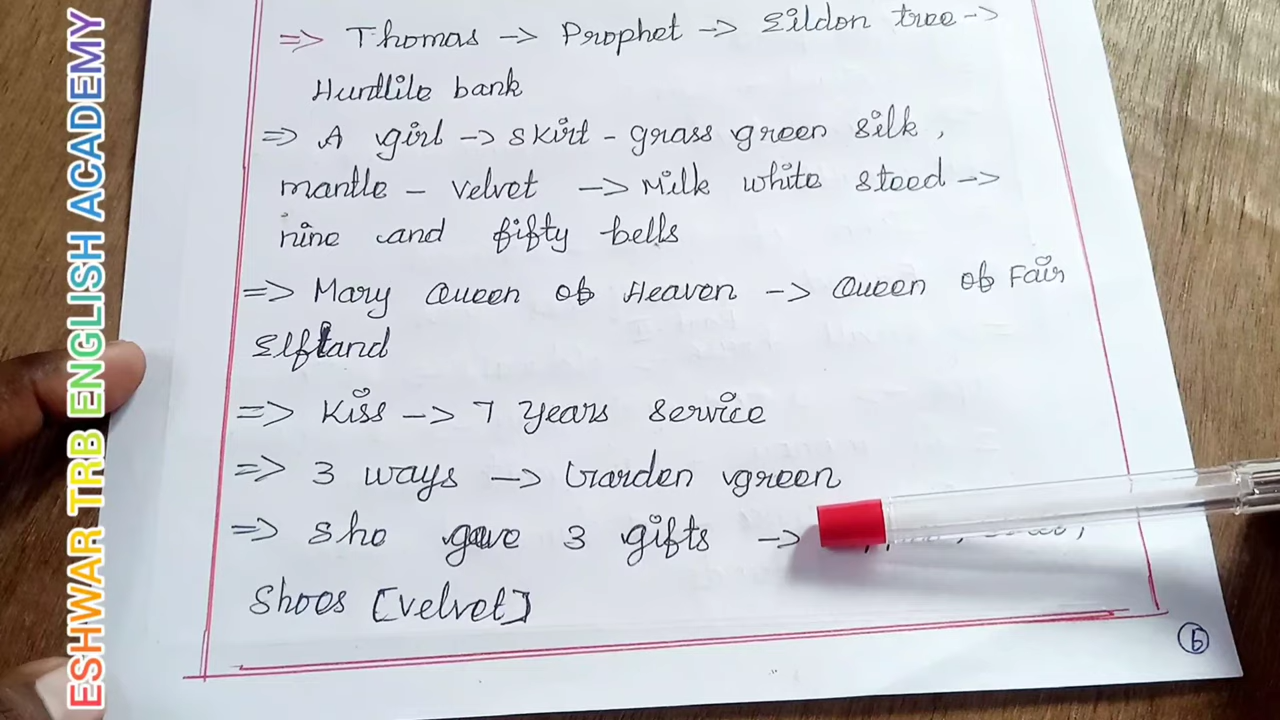 ESHWAR TRB ENGLISH ACADEMY
=> Thomas -> Prophet -> Eildon tree ->
Huntlile bank
=> A girl -> skirt - grass green silk,
mantle - velvet -> Milk white steed ->
nine and fifty bells
=> Mary Queen of Heaven -> Queen of Fair
Elfland
=> Kiss -> 7 Years service
=> 3 ways -> Garden green
=> She gave 3 gifts ->
Shoes [velvet]
6